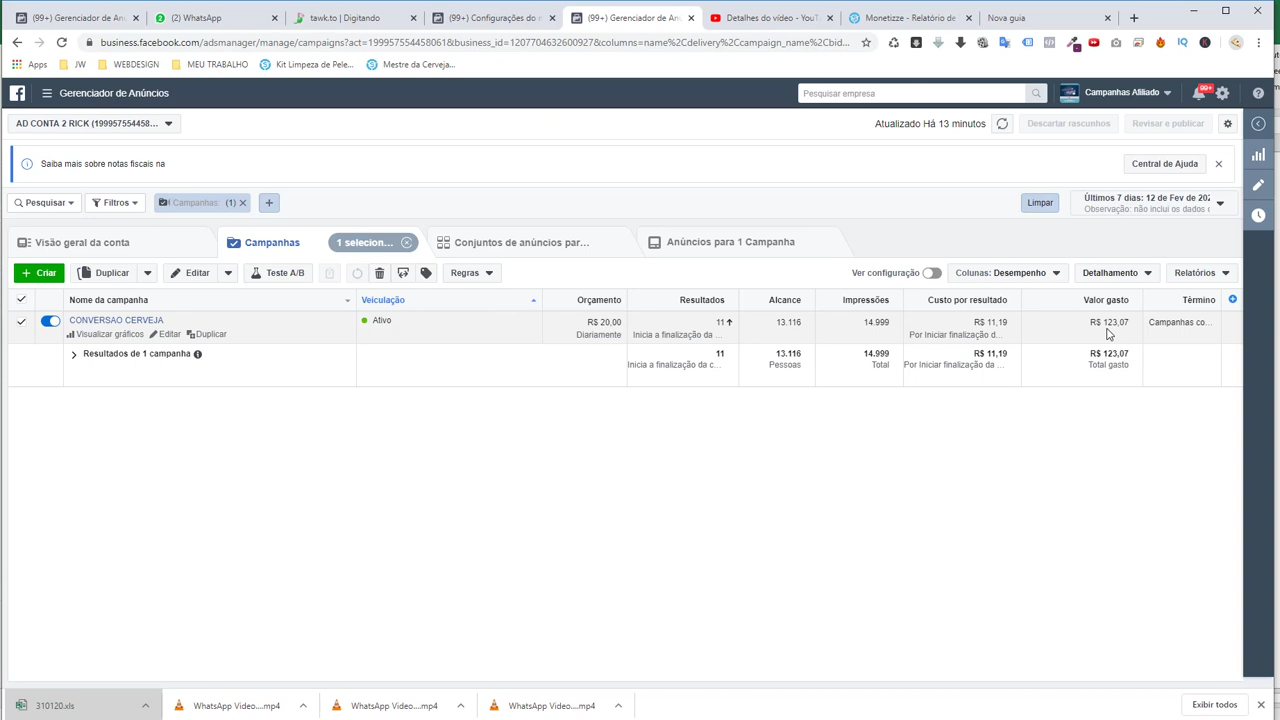 (99+) Gerenciador de Anú
(2) WhatsApp
tawk.to | Digitando
(99+) Configurações do e
(99+) Gerenciador de Anú
Detalhes do vídeo - YouT
Monetizze - Relatório de
Nova guia
business.facebook.com/adsmanager/manage/campaigns?act=199957554458061&business_id=1207704632600927&columns=name%2Cdelivery%2Ccampaign_name%2Cbid...
Apps
JW
WEBDESIGN
MEU TRABALHO
Kit Limpeza de Pele...
Mestre da Cerveja...
Gerenciador de Anúncios
Pesquisar empresa
Campanhas Afiliado
99+
AD CONTA 2 RICK (199957554458...
Atualizado Há 13 minutos
Descartar rascunhos
Revisar e publicar
Saiba mais sobre notas fiscais na
Central de Ajuda
Pesquisar
Filtros
Campanhas: (1)
Limpar
Últimos 7 dias: 12 de Fev de 202
Observação: não inclui os dados c
Visão geral da conta
Campanhas
1 selecion...
Conjuntos de anúncios par...
Anúncios para 1 Campanha
Criar
Duplicar
Editar
Teste A/B
Regras
Ver configuração
Colunas: Desempenho
Detalhamento
Relatórios
Nome da campanha
Veiculação
Orçamento
Resultados
Alcance
Impressões
Custo por resultado
Valor gasto
Término
CONVERSAO CERVEJA
Ativo
R$ 20,00
11
13.116
14.999
R$ 11,19
R$ 123,07
Campanhas co...
Visualizar gráficos
Editar
Duplicar
Diariamente
Inicia a finalização da ...
Por Iniciar finalização d...
Resultados de 1 campanha
11
13.116
14.999
R$ 11,19
R$ 123,07
Inicia a finalização da c...
Pessoas
Total
Por Iniciar finalização da ...
Total gasto
310120.xls
WhatsApp Video....mp4
WhatsApp Video....mp4
WhatsApp Video....mp4
Exibir todos